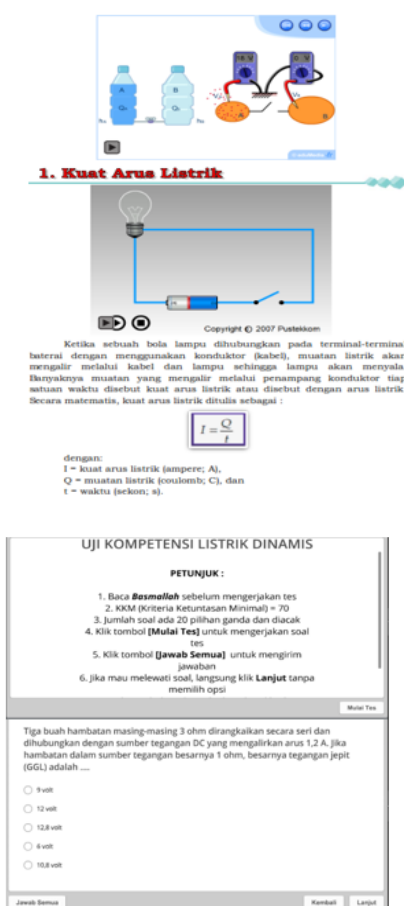 A
B
1. Kuat Arus Listrik
Copyright © 2007 Pustekkom
Ketika sebuah bola lampu dihubungkan pada terminal-terminal
baterai dengan menggunakan konduktor (kabel), muatan listrik akan
mengalir melalui kabel dan lampu sehingga lampu akan menyala.
Banyaknya muatan yang mengalir melalui penampang konduktor tiap
satuan waktu disebut kuat arus listrik atau disebut dengan arus listrik.
Secara matematis, kuat arus listrik ditulis sebagai :
I = Q/t
dengan:
I = kuat arus listrik (ampere; A),
Q = muatan listrik (coulomb; C), dan
t = waktu (sekon; s).
UJI KOMPETENSI LISTRIK DINAMIS
PETUNJUK :
1. Baca Basmallah sebelum mengerjakan tes
2. KKM (Kriteria Ketuntasan Minimal) = 70
3. Jumlah soal ada 20 pilihan ganda dan diacak
4. Klik tombol [Mulai Tes] untuk mengerjakan soal
tes
5. Klik tombol [Jawab Semua] untuk mengirim
jawaban
6. Jika mau melewati soal, langsung klik Lanjut tanpa
memilih opsi
Mulai Tes
Tiga buah hambatan masing-masing 3 ohm dirangkaikan secara seri dan
dihubungkan dengan sumber tegangan DC yang mengalirkan arus 1,2 A. Jika
hambatan dalam sumber tegangan besarnya 1 ohm, besarnya tegangan jepit
(GGL) adalah ....
9 volt
12 volt
12,8 volt
6 volt
10,8 volt
Jawab Semua
Kembali
Lanjut